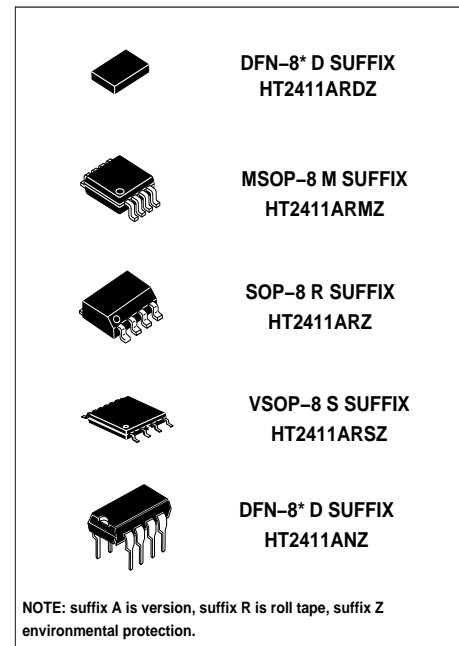 DFN–8* D SUFFIX
HT2411ARDZ
MSOP–8 M SUFFIX
HT2411ARMZ
SOP–8 R SUFFIX
HT2411ARZ
VSOP–8 S SUFFIX
HT2411ARSZ
DFN–8* D SUFFIX
HT2411ANZ
NOTE: suffix A is version, suffix R is roll tape, suffix Z
environmental protection.